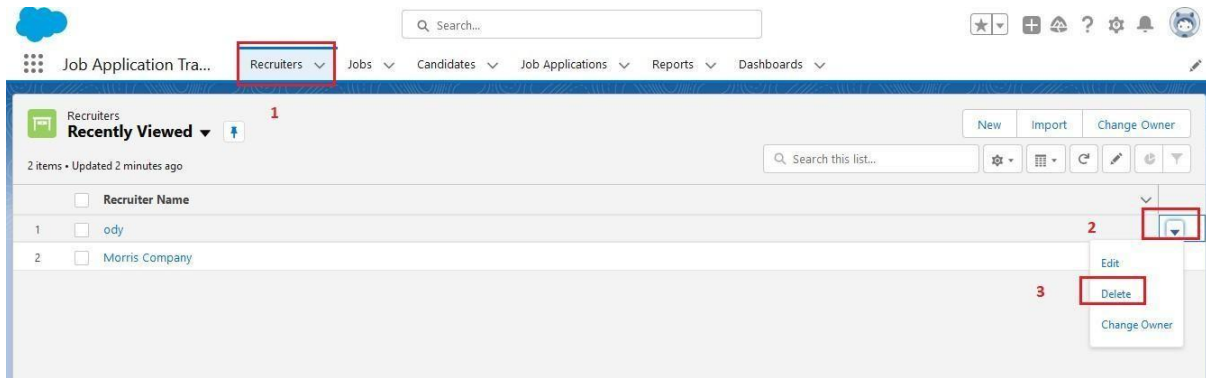 Search...
Job Application Tra... Recruiters Jobs Candidates Job Applications Reports Dashboards
1
Recruiters
Recently Viewed
New Import Change Owner
2 items • Updated 2 minutes ago
Search this list...
Recruiter Name
1 ody
2
2 Morris Company
Edit
3
Delete
Change Owner